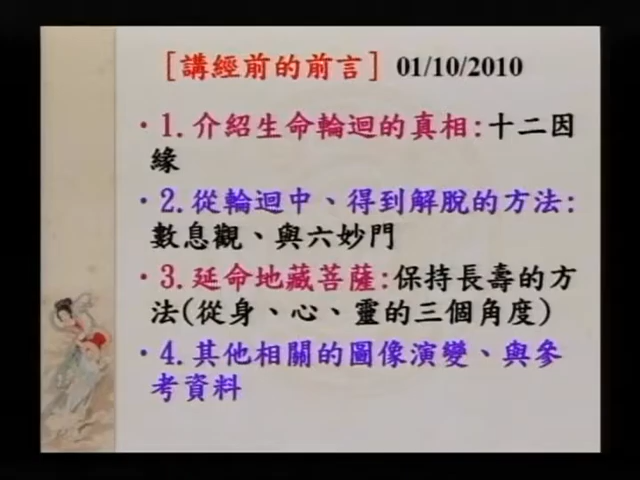 [講經前的前言] 01/10/2010
• 1.介紹生命輪迴的真相:十二因
緣
• 2.從輪迴中、得到解脫的方法:
數息觀、與六妙門
• 3.延命地藏菩薩:保持長壽的方
法(從身、心、靈的三個角度)
• 4.其他相關的圖像演變、與參
考資料